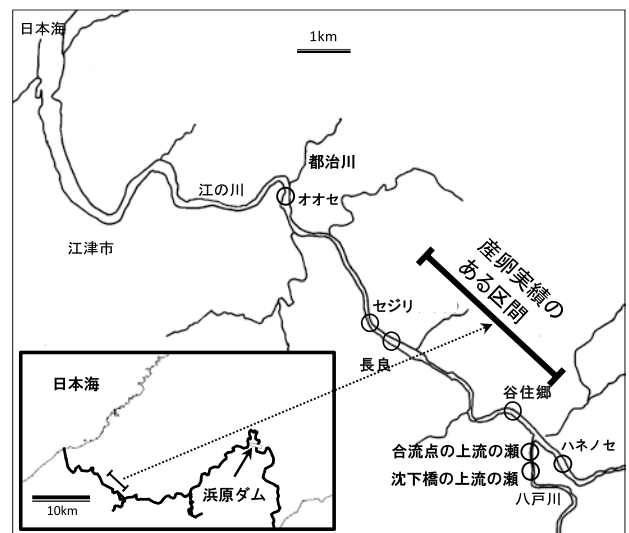 日本海
1km
都治川
江の川
オオセ
江津市
産卵実績の
ある区間
セジリ
長良
谷住郷
合流点の上流の瀬
ハネノセ
沈下橋の上流の瀬
八戸川
日本海
浜原ダム
10km